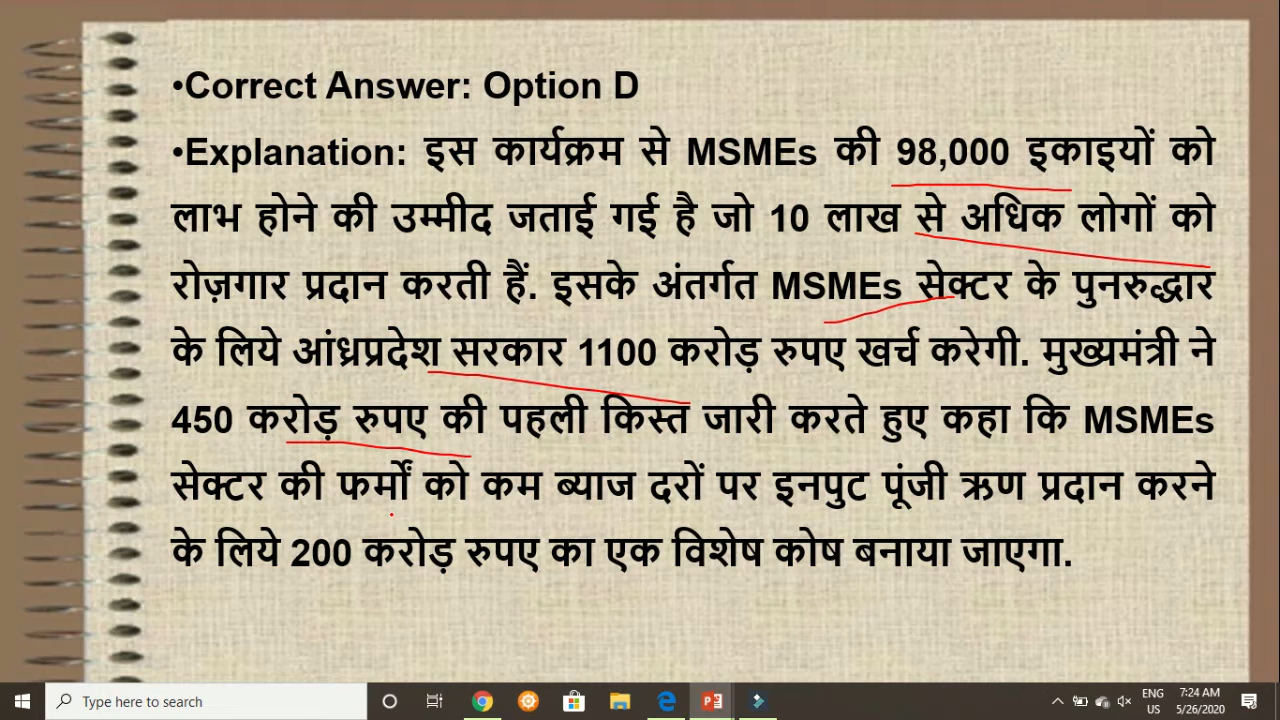 •Correct Answer: Option D
•Explanation: इस कार्यक्रम से MSMEs की 98,000 इकाइयों को
लाभ होने की उम्मीद जताई गई है जो 10 लाख से अधिक लोगों को
रोज़गार प्रदान करती हैं. इसके अंतर्गत MSMEs सेक्टर के पुनरुद्धार
के लिये आंध्रप्रदेश सरकार 1100 करोड़ रुपए खर्च करेगी. मुख्यमंत्री ने
450 करोड़ रुपए की पहली किस्त जारी करते हुए कहा कि MSMEs
सेक्टर की फर्मों को कम ब्याज दरों पर इनपुट पूंजी ऋण प्रदान करने
के लिये 200 करोड़ रुपए का एक विशेष कोष बनाया जाएगा.
Type here to search
ENG
US
7:24 AM
5/26/2020